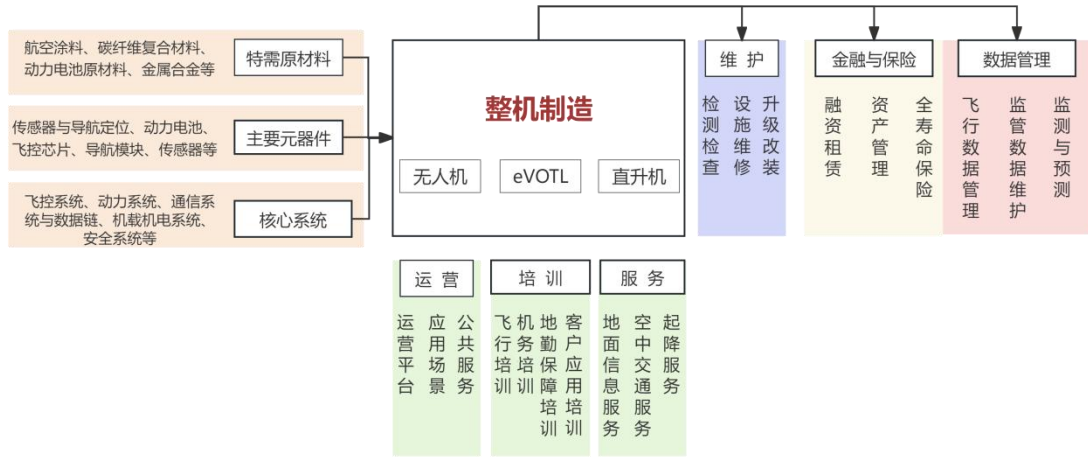 航空涂料、碳纤维复合材料、
动力电池原材料、金属合金等
特需原材料
传感器与导航定位、动力电池、
飞控芯片、导航模块、传感器等
主要元器件
飞控系统、动力系统、通信系
统与数据链、机载机电系统、
安全系统等
核心系统
整机制造
无人机
eVOTL
直升机
维 护
检测检查
设施维修
升级改装
金融与保险
融资租赁
资产管理
全寿命保险
数据管理
飞行数据管理
监管数据维护
监测与预测
运 营
运营平台
应用场景
公共服务
培 训
飞行培训
机务培训
地勤保障培训
客户应用培训
服 务
地面信息服务
空中交通服务
起降服务